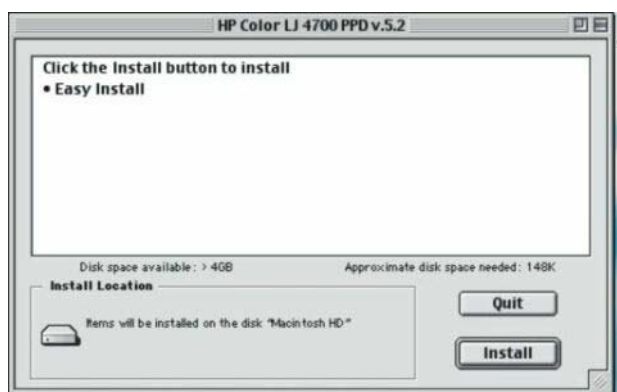 HP Color LJ 4700 PPD v.5.2
Click the Install button to install
• Easy Install
Disk space available: > 4GB
Approximate disk space needed: 148K
Install Location
Items will be installed on the disk "Macintosh HD"
Quit
Install